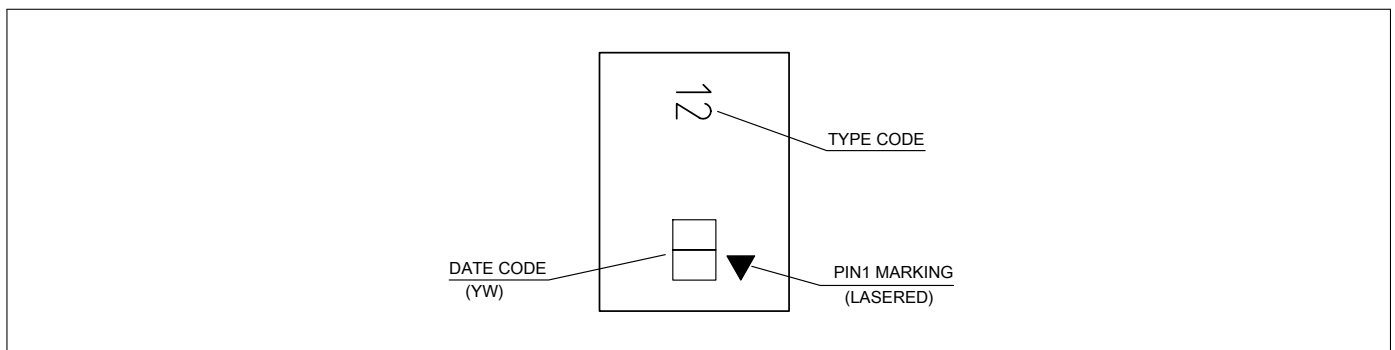 12
TYPE CODE
DATE CODE
(YW)
PIN1 MARKING
(LASERED)